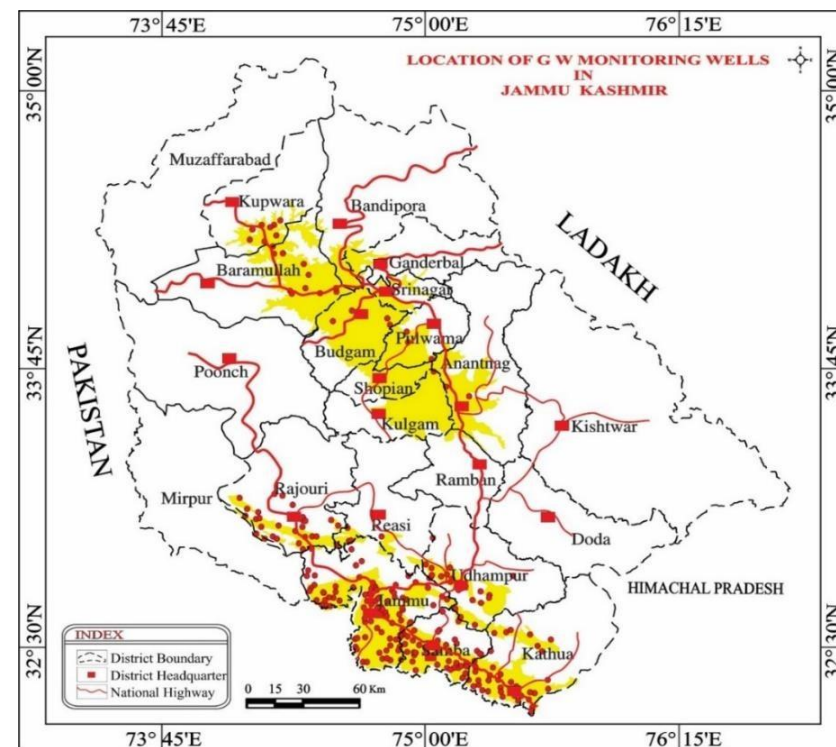 73°45'E 75°00'E 76°15'E
LOCATION OF G W MONITORING WELLS
IN
JAMMU KASHMIR
35°00'N
35°00'N
Muzaffarabad
Kupwara
Bandipora
LADAKH
Baramullah
Ganderbal
Srinagar
Budgam
Pulwama
Anantnag
33°45'N
33°45'N
PAKISTAN
Poonch
Shopian
Kulgam
Kishtwar
Mirpur
Rajouri
Ramban
Reasi
Doda
Udhampur
HIMACHAL PRADESH
Jammu
Samba
Kathua
32°30'N
32°30'N
INDEX
District Boundary
District Headquarter
National Highway
0 15 30 60 Km
73°45'E 75°00'E 76°15'E